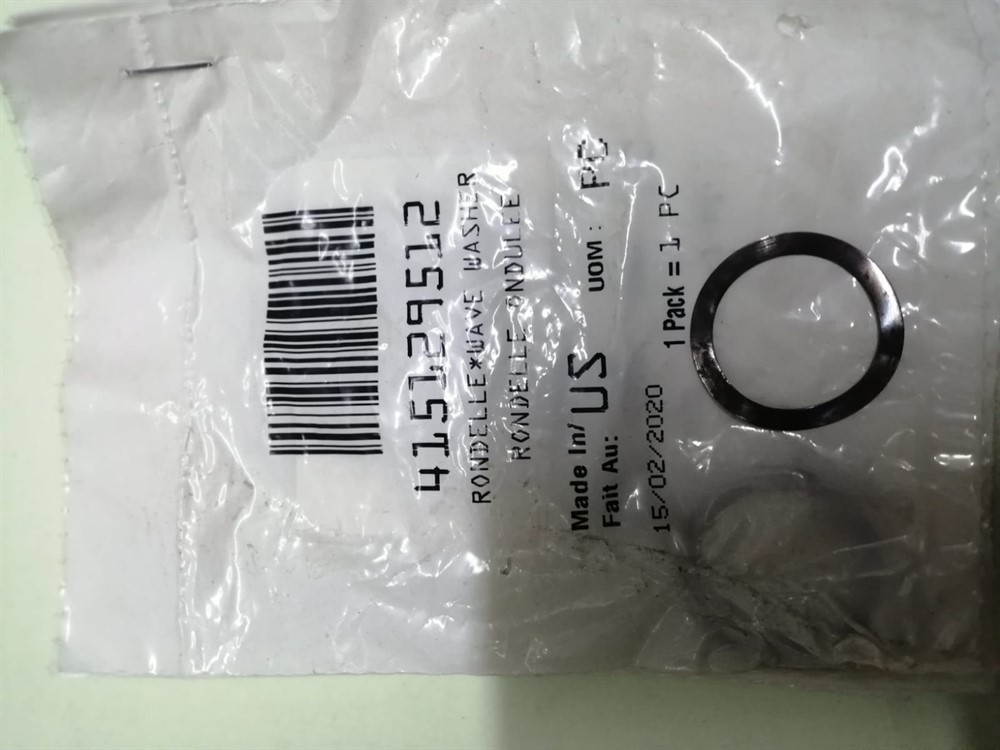 415129512
RONDELLE*WAVE WASHER
RONDELLE ONDULEE
Made In/ US UOM : PC
Fait Au:
15/02/2020 1 Pack = 1 PC